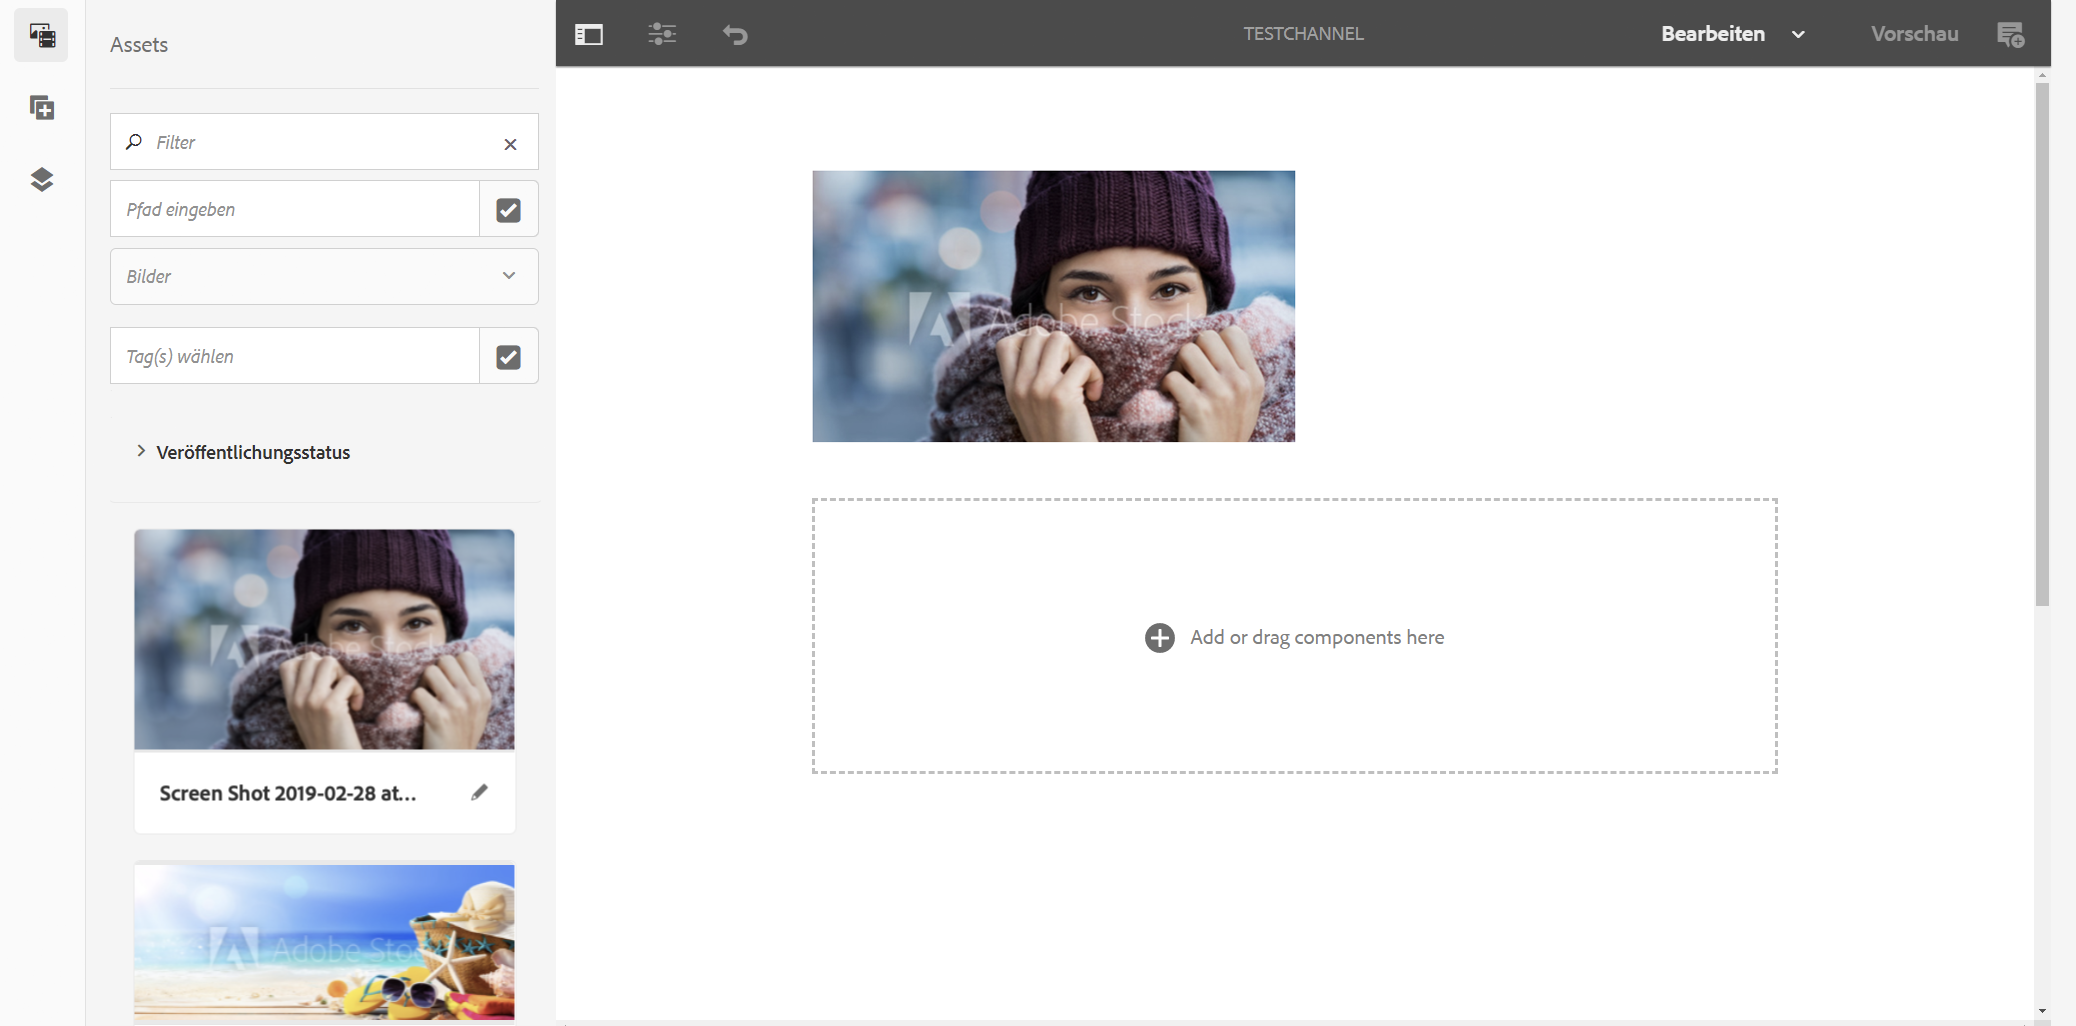 Assets
TESTCHANNEL
Bearbeiten
Vorschau
Filter
Pfad eingeben
Bilder
Tag(s) wählen
Veröffentlichungsstatus
Adobe Stock
Adobe Stock
Screen Shot 2019-02-28 at...
Add or drag components here
Adobe Stock